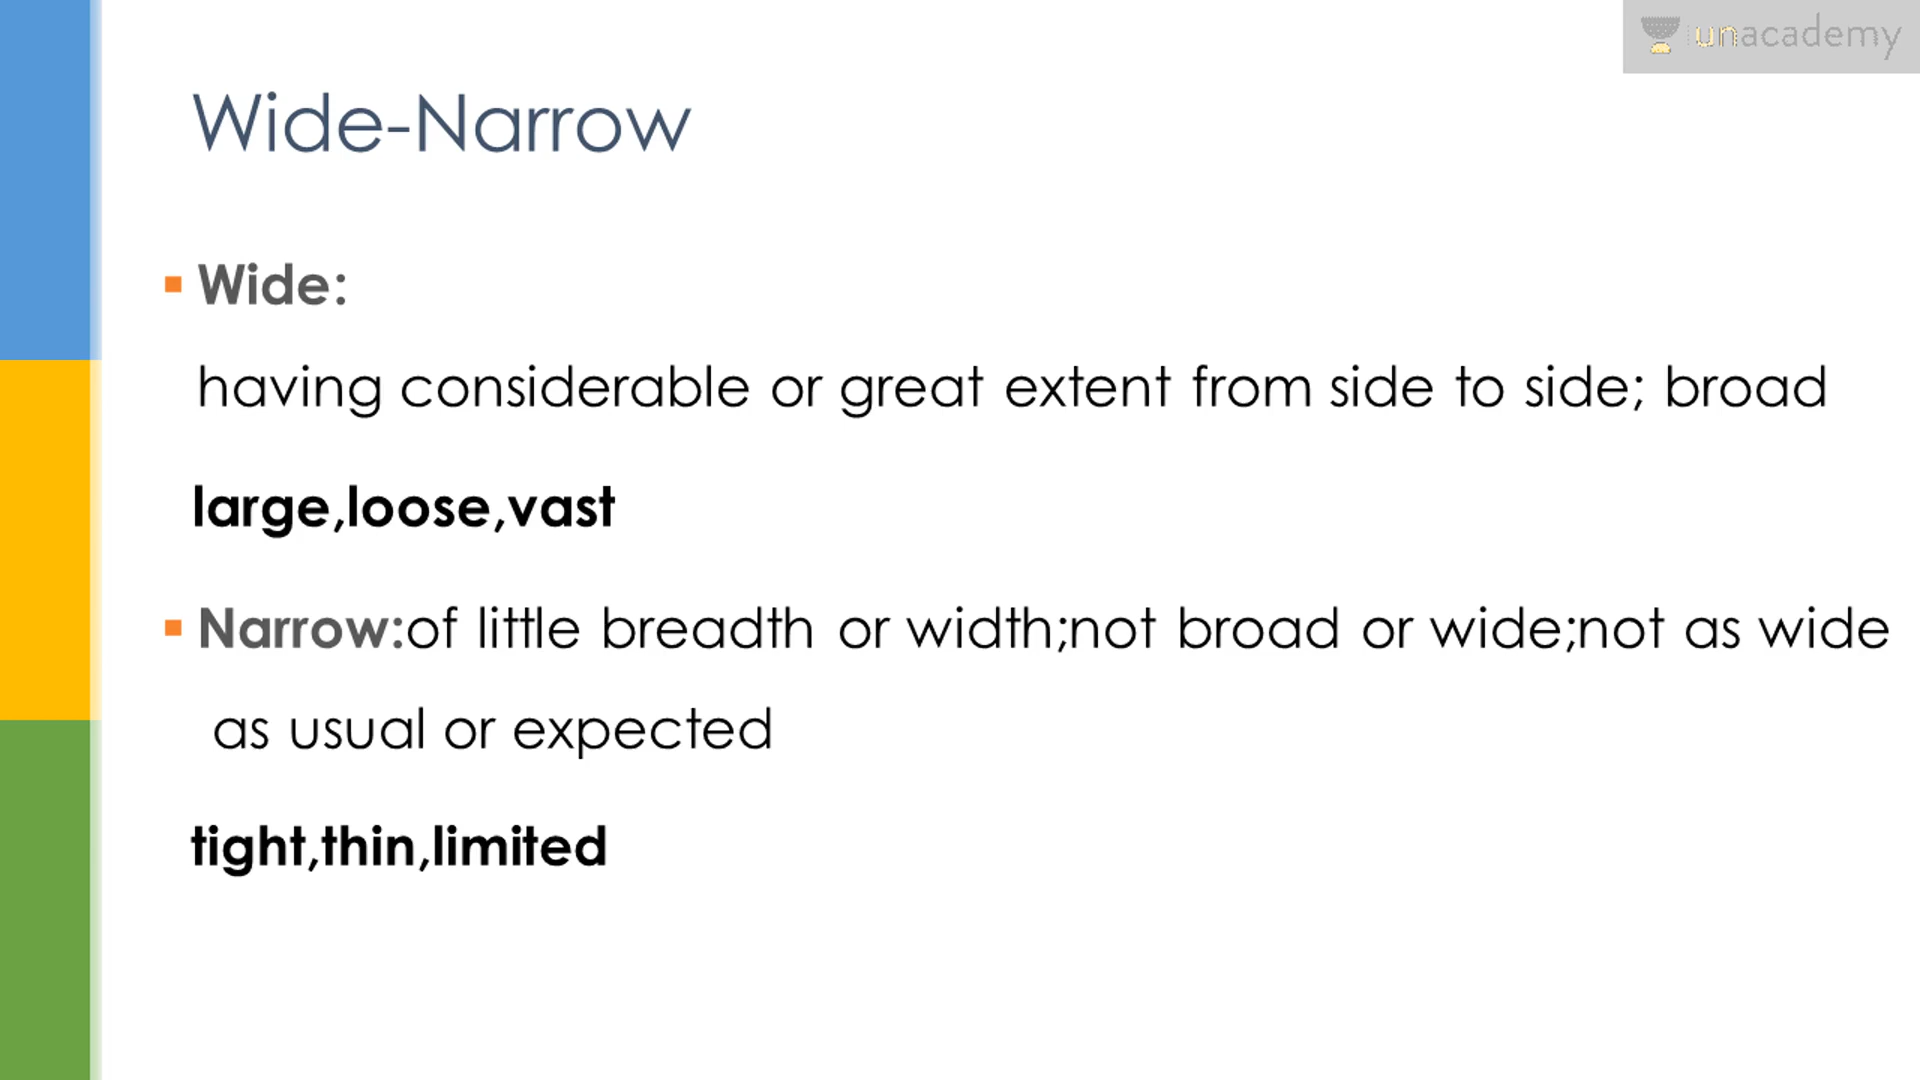 unacademy
Wide-Narrow
Wide:
having considerable or great extent from side to side; broad
large,loose,vast
Narrow:of little breadth or width;not broad or wide;not as wide
as usual or expected
tight,thin,limited